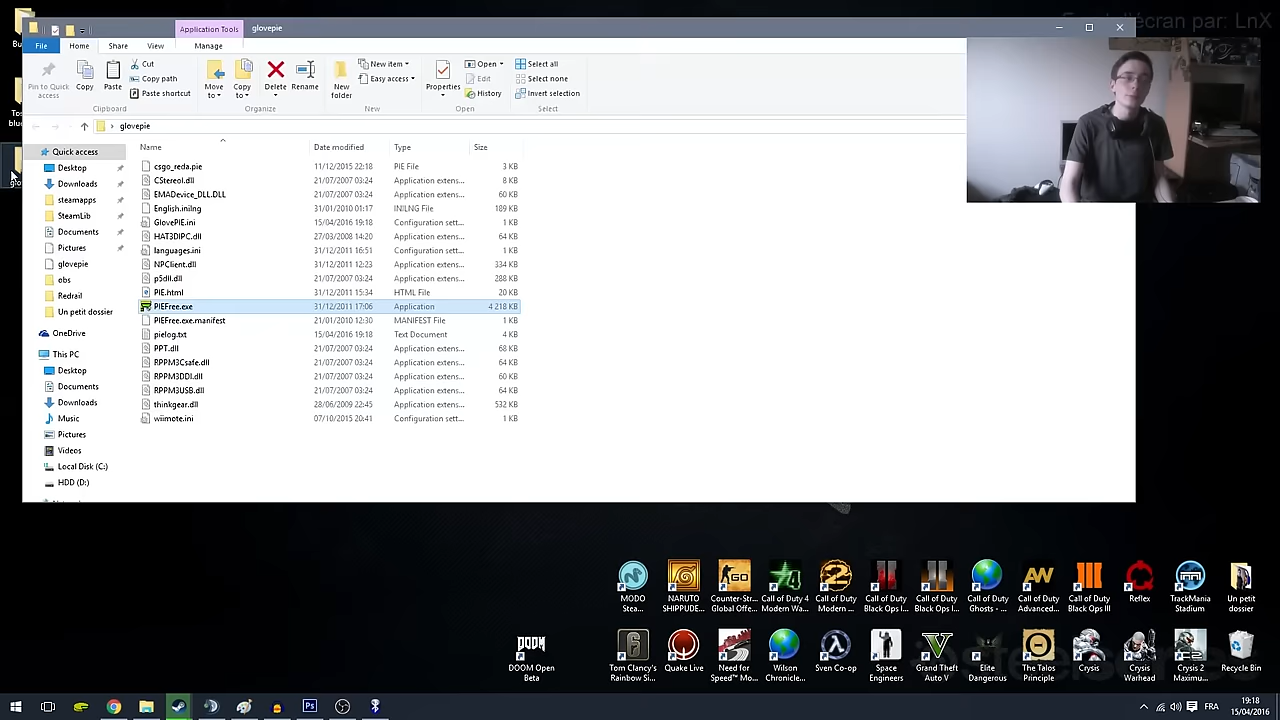 Application Tools
glovepie
File
Home
Share
View
Manage
Pin to Quick access
Copy
Paste
Cut
Copy path
Paste shortcut
Clipboard
Move to
Copy to
Delete
Rename
Organize
New folder
New item
Easy access
New
Properties
Open
Edit
History
Open
Select all
Select none
Invert selection
Select
glovepie
Name
Date modified
Type
Size
csgo_reda.pie 11/12/2015 22:18 PIE File 3 KB
CStereoI.dll 21/07/2007 03:24 Application extens... 8 KB
EMADevice_DLL.DLL 21/07/2007 03:24 Application extens... 60 KB
English.inilng 31/01/2010 01:17 INILNG File 189 KB
GlovePIE.ini 15/04/2016 19:18 Configuration sett... 1 KB
HAT3DIPC.dll 27/03/2008 14:20 Application extens... 64 KB
languages.ini 31/12/2011 16:51 Configuration sett... 1 KB
NPClient.dll 31/12/2011 12:23 Application extens... 334 KB
p5dll.dll 21/07/2007 03:24 Application extens... 288 KB
PIE.html 31/12/2011 15:34 HTML File 20 KB
PIEFree.exe 31/12/2011 17:06 Application 4 218 KB
PIEFree.exe.manifest 21/01/2010 12:30 MANIFEST File 1 KB
pielog.txt 15/04/2016 19:18 Text Document 4 KB
PPT.dll 21/07/2007 03:24 Application extens... 68 KB
RPPM3Csafe.dll 21/07/2007 03:24 Application extens... 64 KB
RPPM3DDI.dll 21/07/2007 03:24 Application extens... 60 KB
RPPM3USB.dll 21/07/2007 03:24 Application extens... 64 KB
thinkgear.dll 28/06/2009 22:45 Application extens... 532 KB
wiimote.ini 07/10/2015 20:41 Configuration sett... 1 KB
Quick access
Desktop
Downloads
steamapps
SteamLib
Documents
Pictures
glovepie
obs
Redrail
Un petit dossier
OneDrive
This PC
Desktop
Documents
Downloads
Music
Pictures
Videos
Local Disk (C:)
HDD (D:)
par: LnX
MODO Stea...
NARUTO SHIPPUDE...
Counter-Str... Global Offe...
Call of Duty 4 Modern Wa...
Call of Duty Modern ...
Call of Duty Black Ops I...
Call of Duty Black Ops I...
Call of Duty Ghosts - ...
Call of Duty Advanced...
Call of Duty Black Ops III
Reflex
TrackMania Stadium
Un petit dossier
DOOM
DOOM Open Beta
Tom Clancy's Rainbow Si...
Quake Live
Need for Speed™ Mo...
Wilson Chronicle...
Sven Co-op
Space Engineers
Grand Theft Auto V
Elite Dangerous
The Talos Principle
Crysis
Crysis Warhead
Crysis 2 Maximu...
Recycle Bin
FRA
19:18
15/04/2016